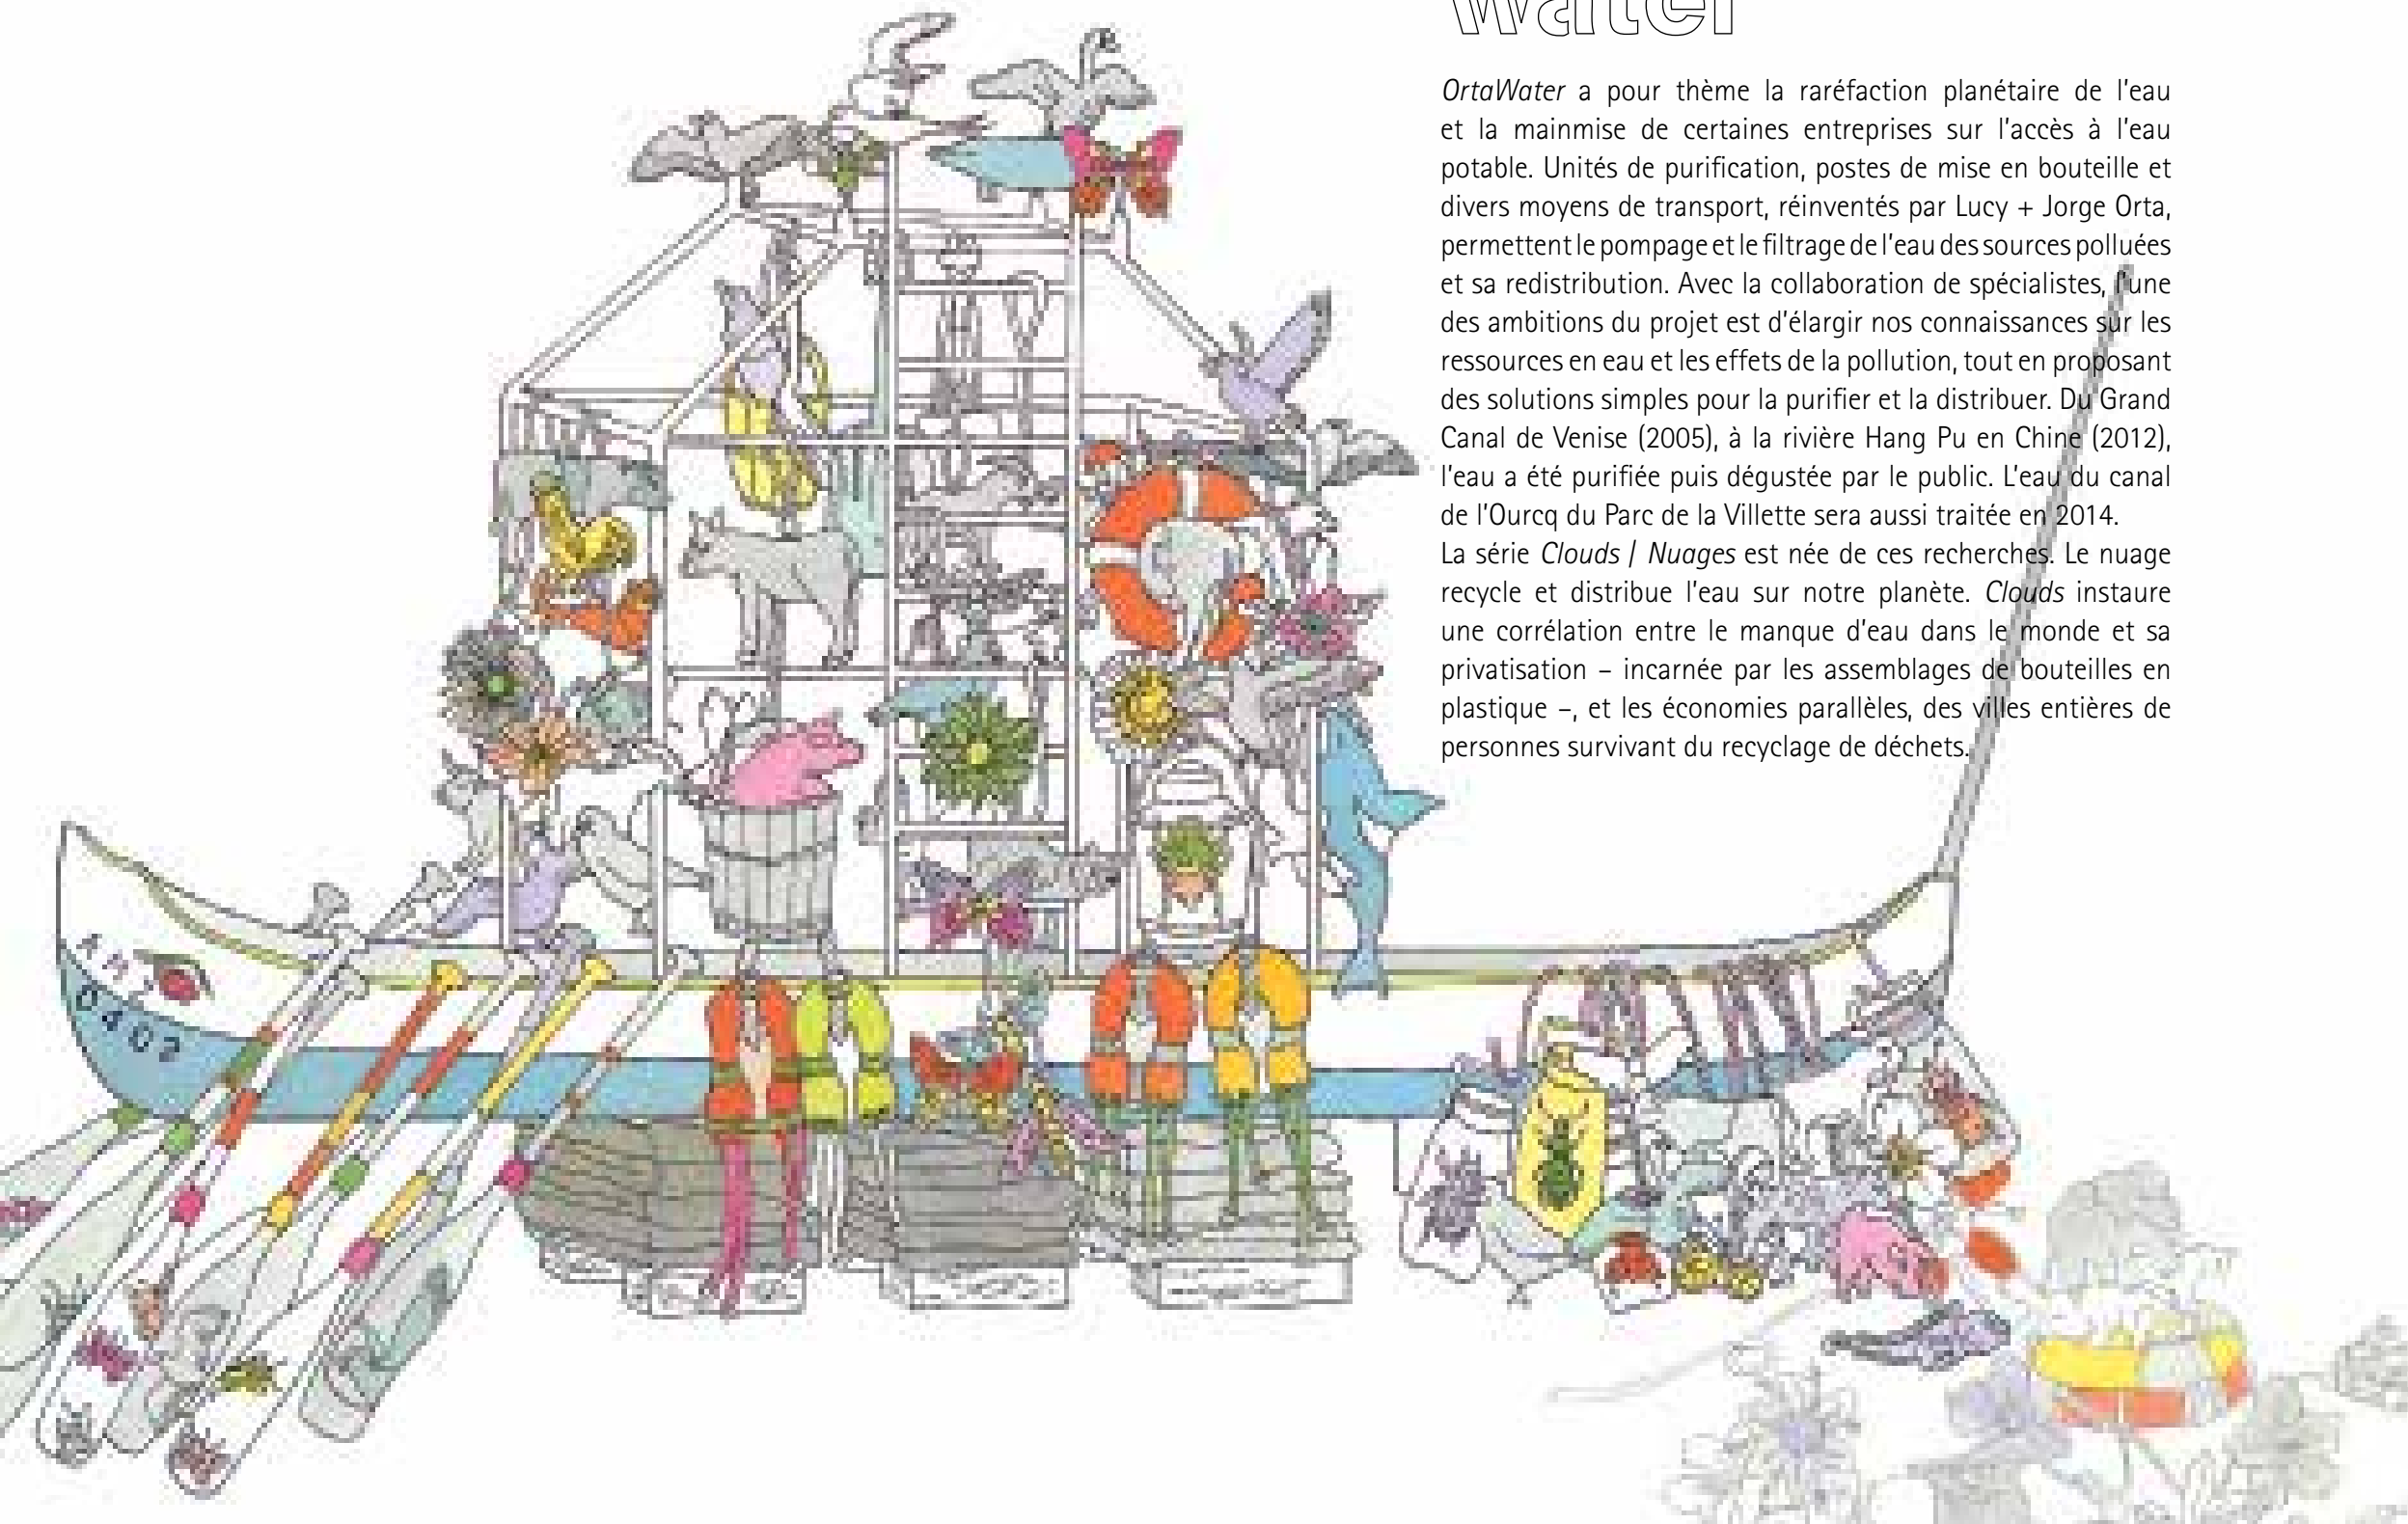 water
OrtaWater a pour thème la raréfaction planétaire de l'eau
et la mainmise de certaines entreprises sur l'accès à l'eau
potable. Unités de purification, postes de mise en bouteille et
divers moyens de transport, réinventés par Lucy + Jorge Orta,
permettent le pompage et le filtrage de l'eau des sources polluées
et sa redistribution. Avec la collaboration de spécialistes, l'une
des ambitions du projet est d'élargir nos connaissances sur les
ressources en eau et les effets de la pollution, tout en proposant
des solutions simples pour la purifier et la distribuer. Du Grand
Canal de Venise (2005), à la rivière Hang Pu en Chine (2012),
l'eau a été purifiée puis dégustée par le public. L'eau du canal
de l'Ourcq du Parc de la Villette sera aussi traitée en 2014.
La série Clouds | Nuages est née de ces recherches. Le nuage
recycle et distribue l'eau sur notre planète. Clouds instaure
une corrélation entre le manque d'eau dans le monde et sa
privatisation – incarnée par les assemblages de bouteilles en
plastique –, et les économies parallèles, des villes entières de
personnes survivant du recyclage de déchets.